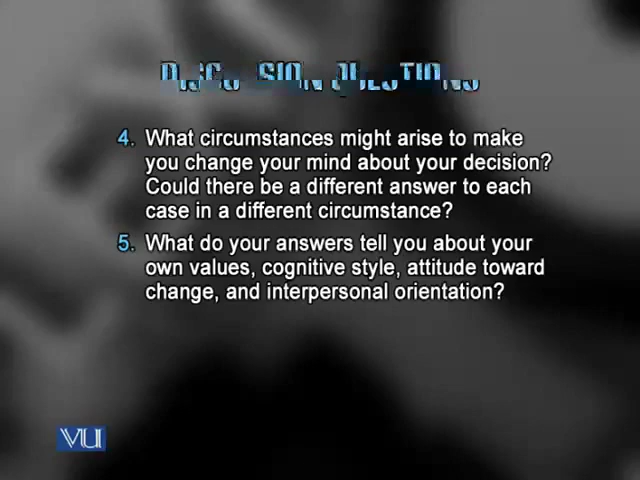 DISCUSSION QUESTIONS
4. What circumstances might arise to make
you change your mind about your decision?
Could there be a different answer to each
case in a different circumstance?
5. What do your answers tell you about your
own values, cognitive style, attitude toward
change, and interpersonal orientation?
VU